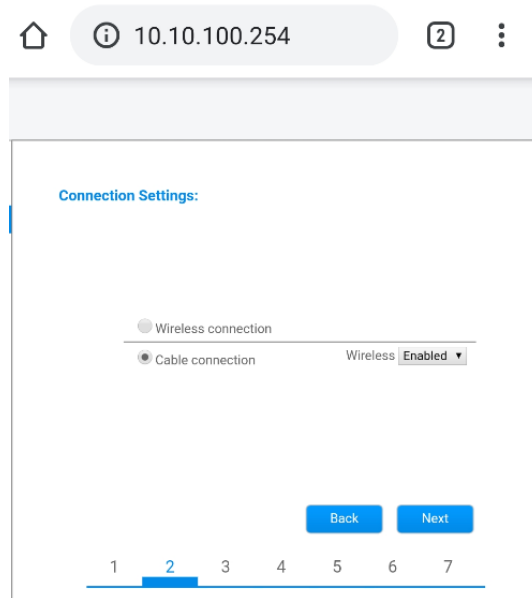 10.10.100.254
2
Connection Settings:
Wireless connection
Cable connection Wireless Enabled
Back Next
1 2 3 4 5 6 7